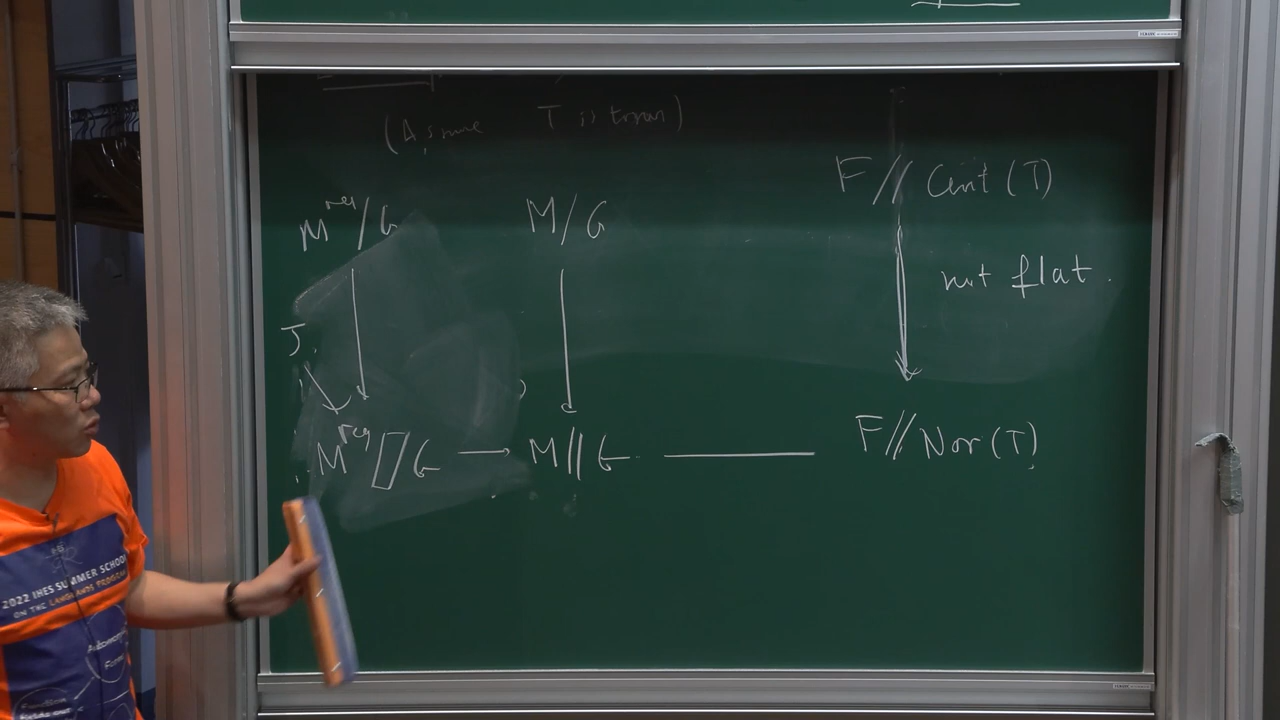 (Assume T is torus)
M^reg/G M/G F//Cent(T)
not flat.
J
M^reg//G → M//G — F//Nor(T)
2022 IHES SUMMER SCHOOL
ON THE LANGLANDS PROGRAM